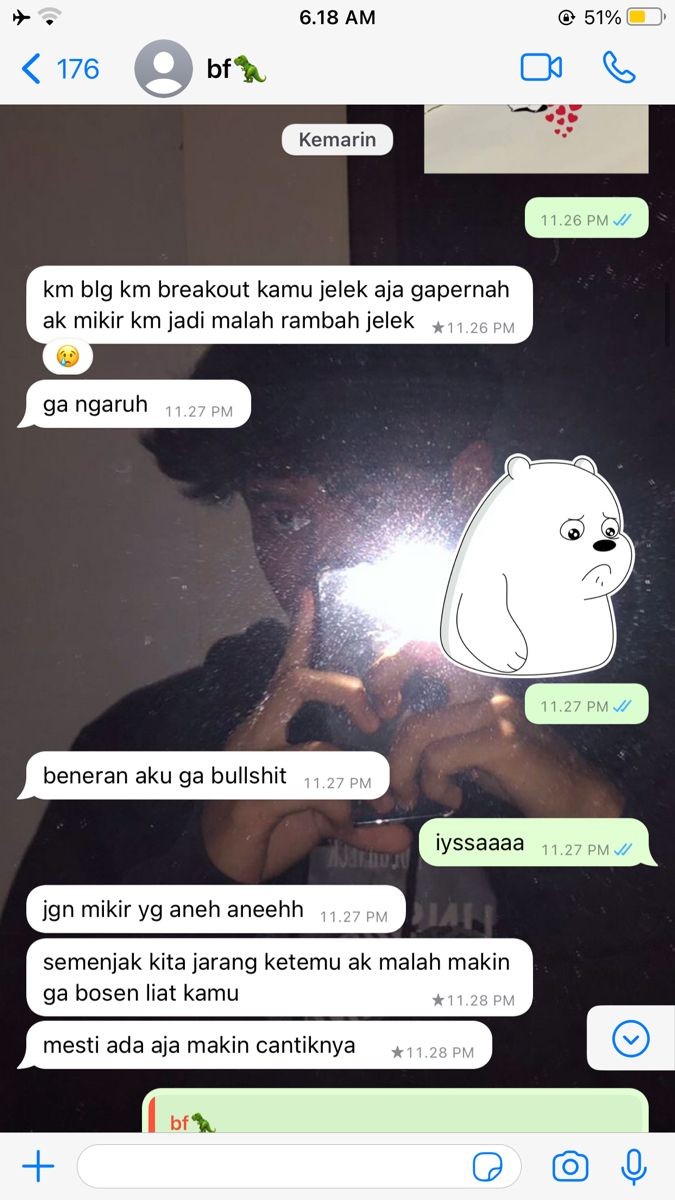 6.18 AM
51%
176
bf🦖
Kemarin
11.26 PM
km blg km breakout kamu jelek aja gapernah
ak mikir km jadi malah rambah jelek ★11.26 PM
😢
ga ngaruh 11.27 PM
11.27 PM
beneran aku ga bullshit 11.27 PM
iyssaaaa 11.27 PM
jgn mikir yg aneh aneehh 11.27 PM
semenjak kita jarang ketemu ak malah makin
ga bosen liat kamu ★11.28 PM
mesti ada aja makin cantiknya ★11.28 PM
bf🦖